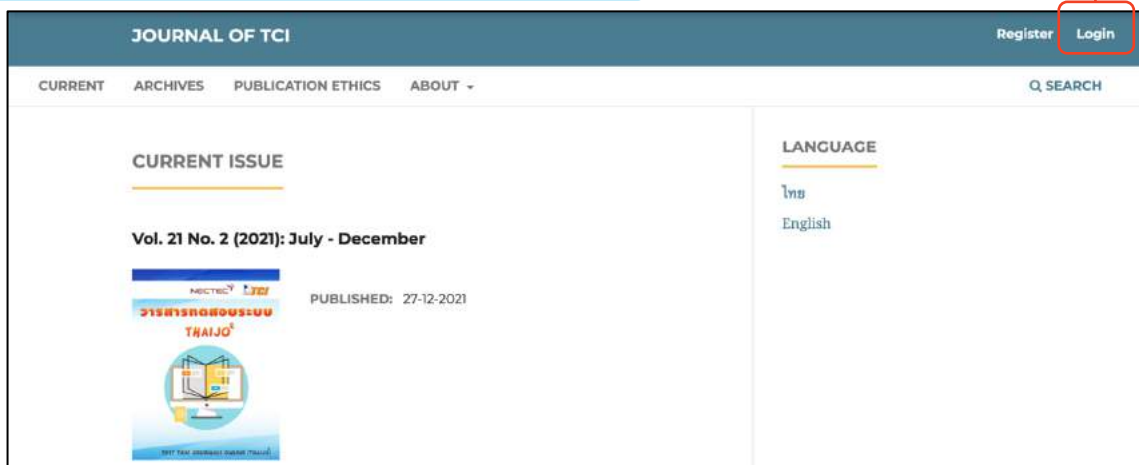 JOURNAL OF TCI
Register Login
CURRENT ARCHIVES PUBLICATION ETHICS ABOUT
SEARCH
CURRENT ISSUE
LANGUAGE
ไทย
English
Vol. 21 No. 2 (2021): July - December
NECTEC TCI
วารสารทดสอบระบบ
THAIJO2
PUBLISHED: 27-12-2021